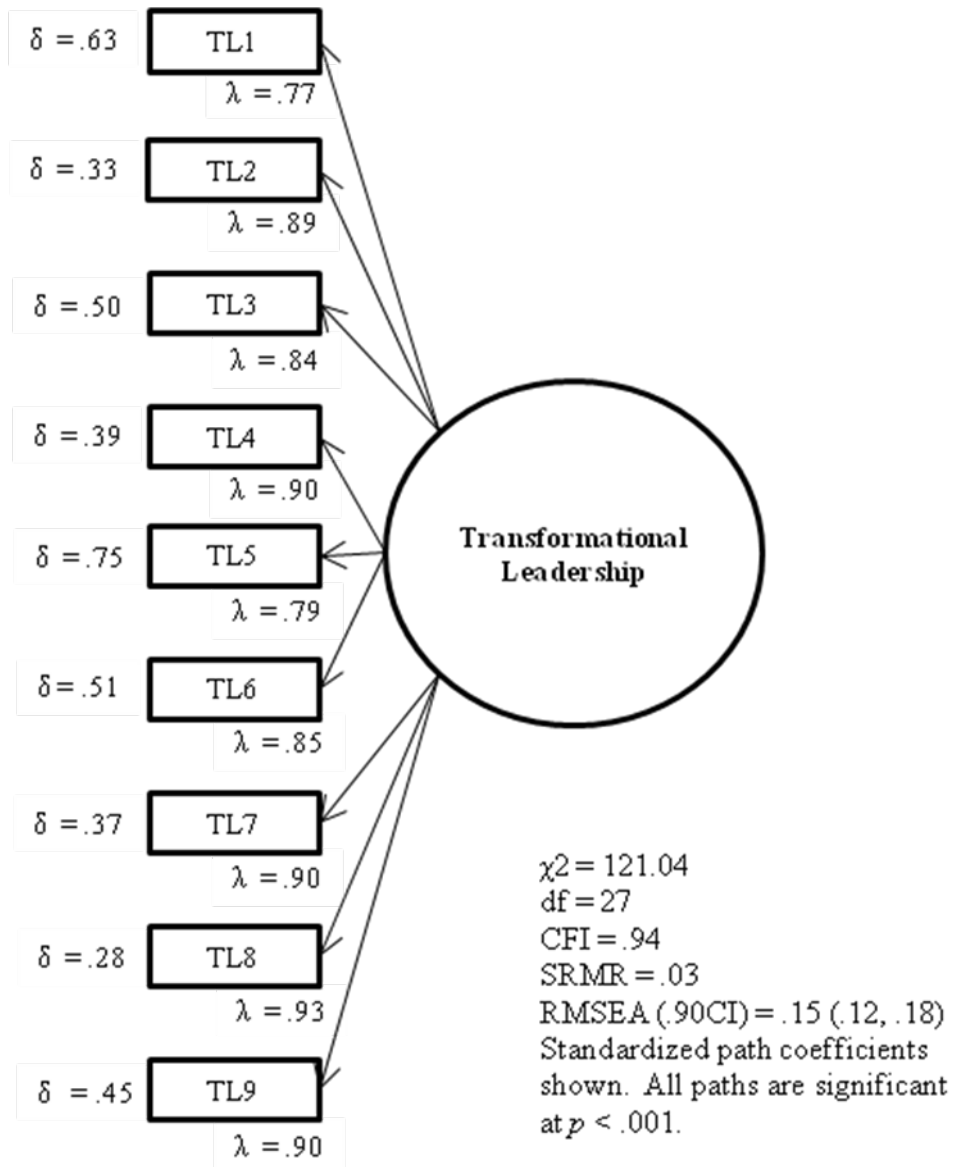 δ =.63
TL1
λ =.77
δ =.33
TL2
λ =.89
δ =.50
TL3
λ =.84
δ =.39
TL4
λ =.90
δ =.75
TL5
λ =.79
δ= .51
TL6
λ =.85
δ =.37
TL7
λ =.90
δ =.28
TL8
λ =.93
δ =.45
TL9
λ =.90
Transformational
Leadership
χ2 = 121.04
df = 27
CFI = .94
SRMR = .03
RMSEA (.90CI) = .15 (.12, .18)
Standardized path coefficients
shown. All paths are significant
at p < .001.